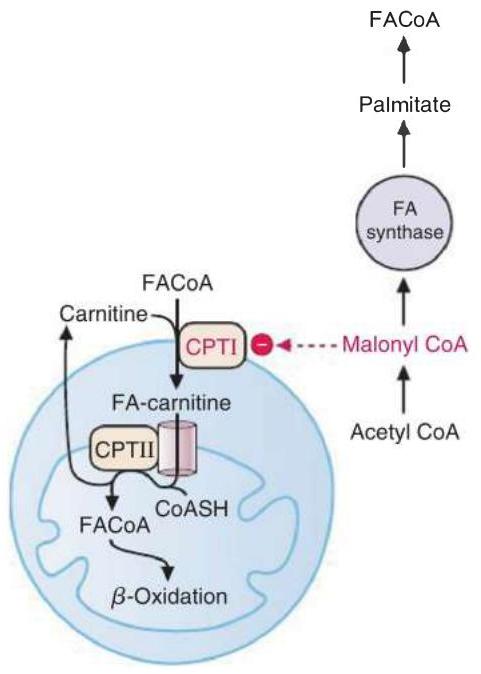 FACoA
Palmitate
FA
synthase
FACoA
Carnitine
CPTI
−
Malonyl CoA
FA-carnitine
Acetyl CoA
CPTII
CoASH
FACoA
β-Oxidation